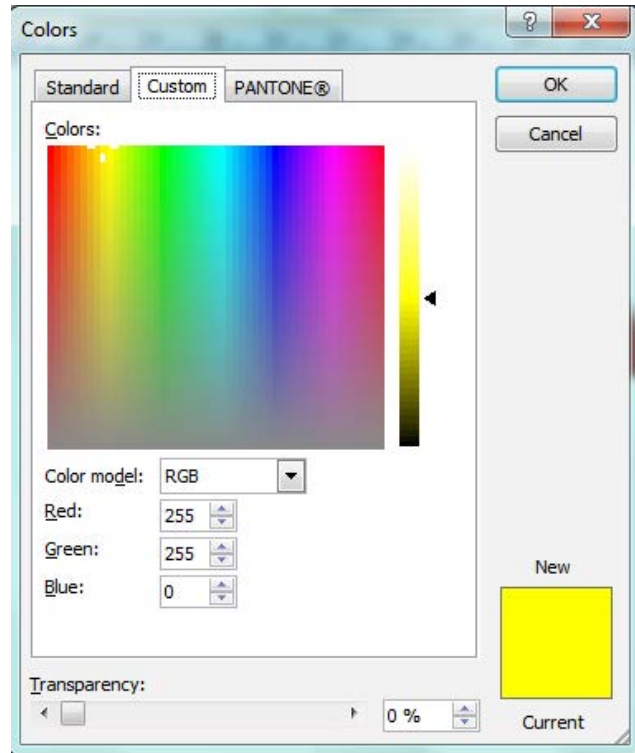 Colors
?
X
Standard Custom PANTONE®
OK
Colors:
Cancel
Color model: RGB
Red: 255
Green: 255
Blue: 0
New
Transparency:
0 %
Current